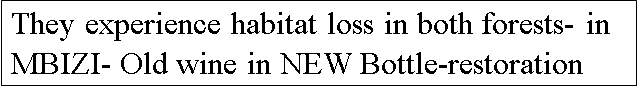 They experience habitat loss in both forests- in
MBIZI- Old wine in NEW Bottle-restoration